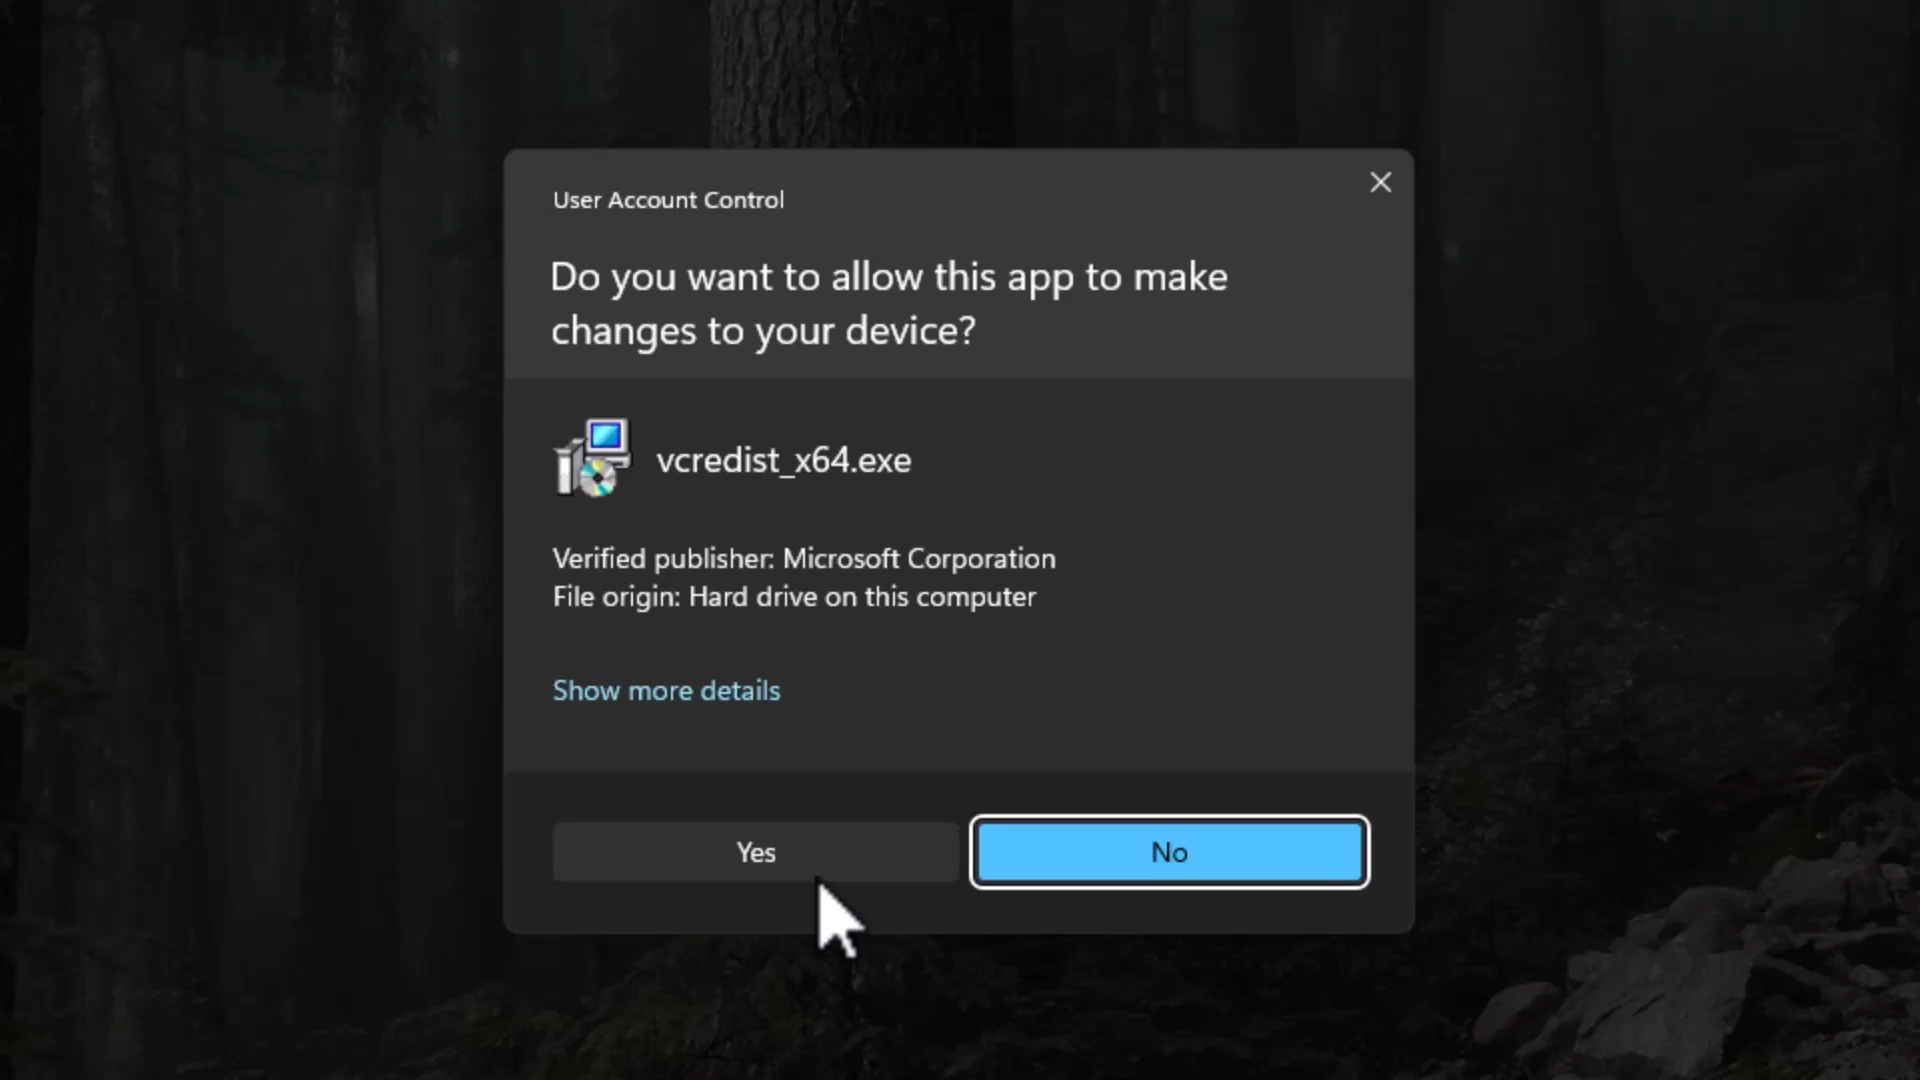 User Account Control
Do you want to allow this app to make
changes to your device?
vcredist_x64.exe
Verified publisher: Microsoft Corporation
File origin: Hard drive on this computer
Show more details
Yes
No